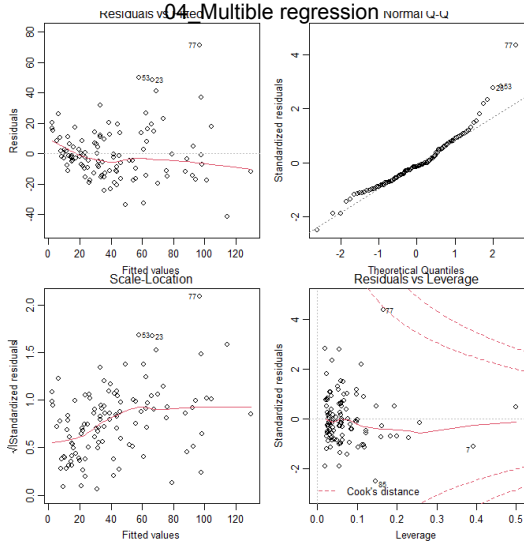 04_Multible regression
Residuals vs Fitted
Residuals
-40 -20 0 20 40 60 80
77
53
23
0 20 40 60 80 100 120
Fitted values
Normal Q-Q
Standardized residuals
-2 0 2 4
77
53
-2 -1 0 1 2
Theoretical Quantiles
Scale-Location
√|Standardized residuals|
0.0 0.5 1.0 1.5 2.0
77
53
23
0 20 40 60 80 100 120
Fitted values
Residuals vs Leverage
Standardized residuals
-2 0 2 4
77
7
85
Cook's distance
0.0 0.1 0.2 0.3 0.4 0.5
Leverage